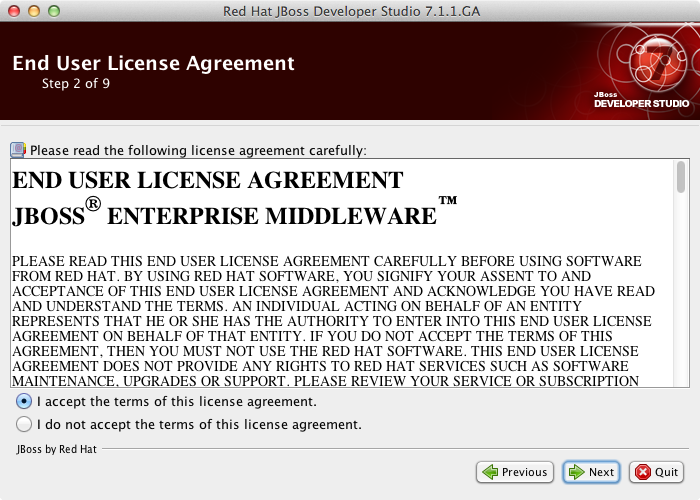 Red Hat JBoss Developer Studio 7.1.1.GA
End User License Agreement
Step 2 of 9
7
JBoss
DEVELOPER STUDIO
Please read the following license agreement carefully:
END USER LICENSE AGREEMENT
JBOSS® ENTERPRISE MIDDLEWARE™
PLEASE READ THIS END USER LICENSE AGREEMENT CAREFULLY BEFORE USING SOFTWARE
FROM RED HAT. BY USING RED HAT SOFTWARE, YOU SIGNIFY YOUR ASSENT TO AND
ACCEPTANCE OF THIS END USER LICENSE AGREEMENT AND ACKNOWLEDGE YOU HAVE READ
AND UNDERSTAND THE TERMS. AN INDIVIDUAL ACTING ON BEHALF OF AN ENTITY
REPRESENTS THAT HE OR SHE HAS THE AUTHORITY TO ENTER INTO THIS END USER LICENSE
AGREEMENT ON BEHALF OF THAT ENTITY. IF YOU DO NOT ACCEPT THE TERMS OF THIS
AGREEMENT, THEN YOU MUST NOT USE THE RED HAT SOFTWARE. THIS END USER LICENSE
AGREEMENT DOES NOT PROVIDE ANY RIGHTS TO RED HAT SERVICES SUCH AS SOFTWARE
MAINTENANCE, UPGRADES OR SUPPORT. PLEASE REVIEW YOUR SERVICE OR SUBSCRIPTION
I accept the terms of this license agreement.
I do not accept the terms of this license agreement.
JBoss by Red Hat
Previous
Next
Quit